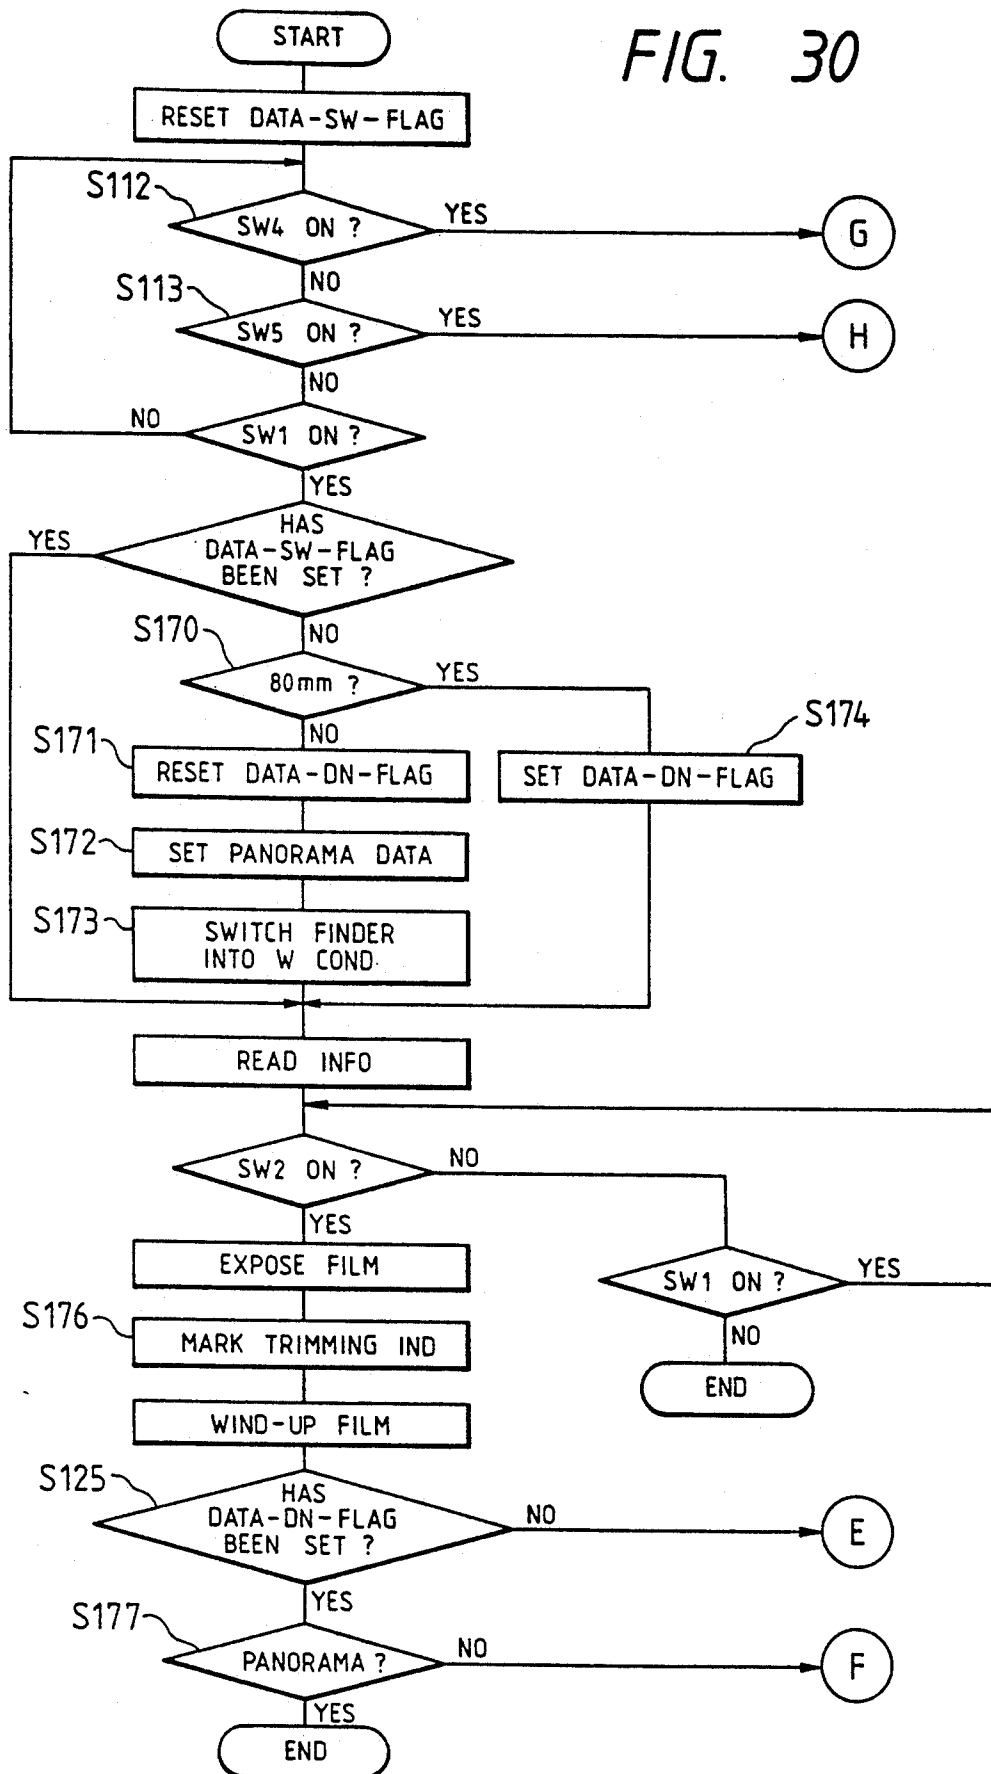 START
FIG. 30
RESET DATA-SW-FLAG
S112
SW4 ON ?
YES
G
NO
S113
SW5 ON ?
YES
H
NO
NO
SW1 ON ?
YES
YES
HAS
DATA-SW-FLAG
BEEN SET ?
NO
S170
80mm ?
YES
NO
S174
S171
RESET DATA-DN-FLAG
SET DATA-DN-FLAG
S172
SET PANORAMA DATA
S173
SWITCH FINDER
INTO W COND.
READ INFO
SW2 ON ?
NO
YES
EXPOSE FILM
SW1 ON ?
YES
NO
S176
MARK TRIMMING IND
END
WIND-UP FILM
S125
HAS
DATA-DN-FLAG
BEEN SET ?
NO
E
YES
S177
PANORAMA ?
NO
F
YES
END